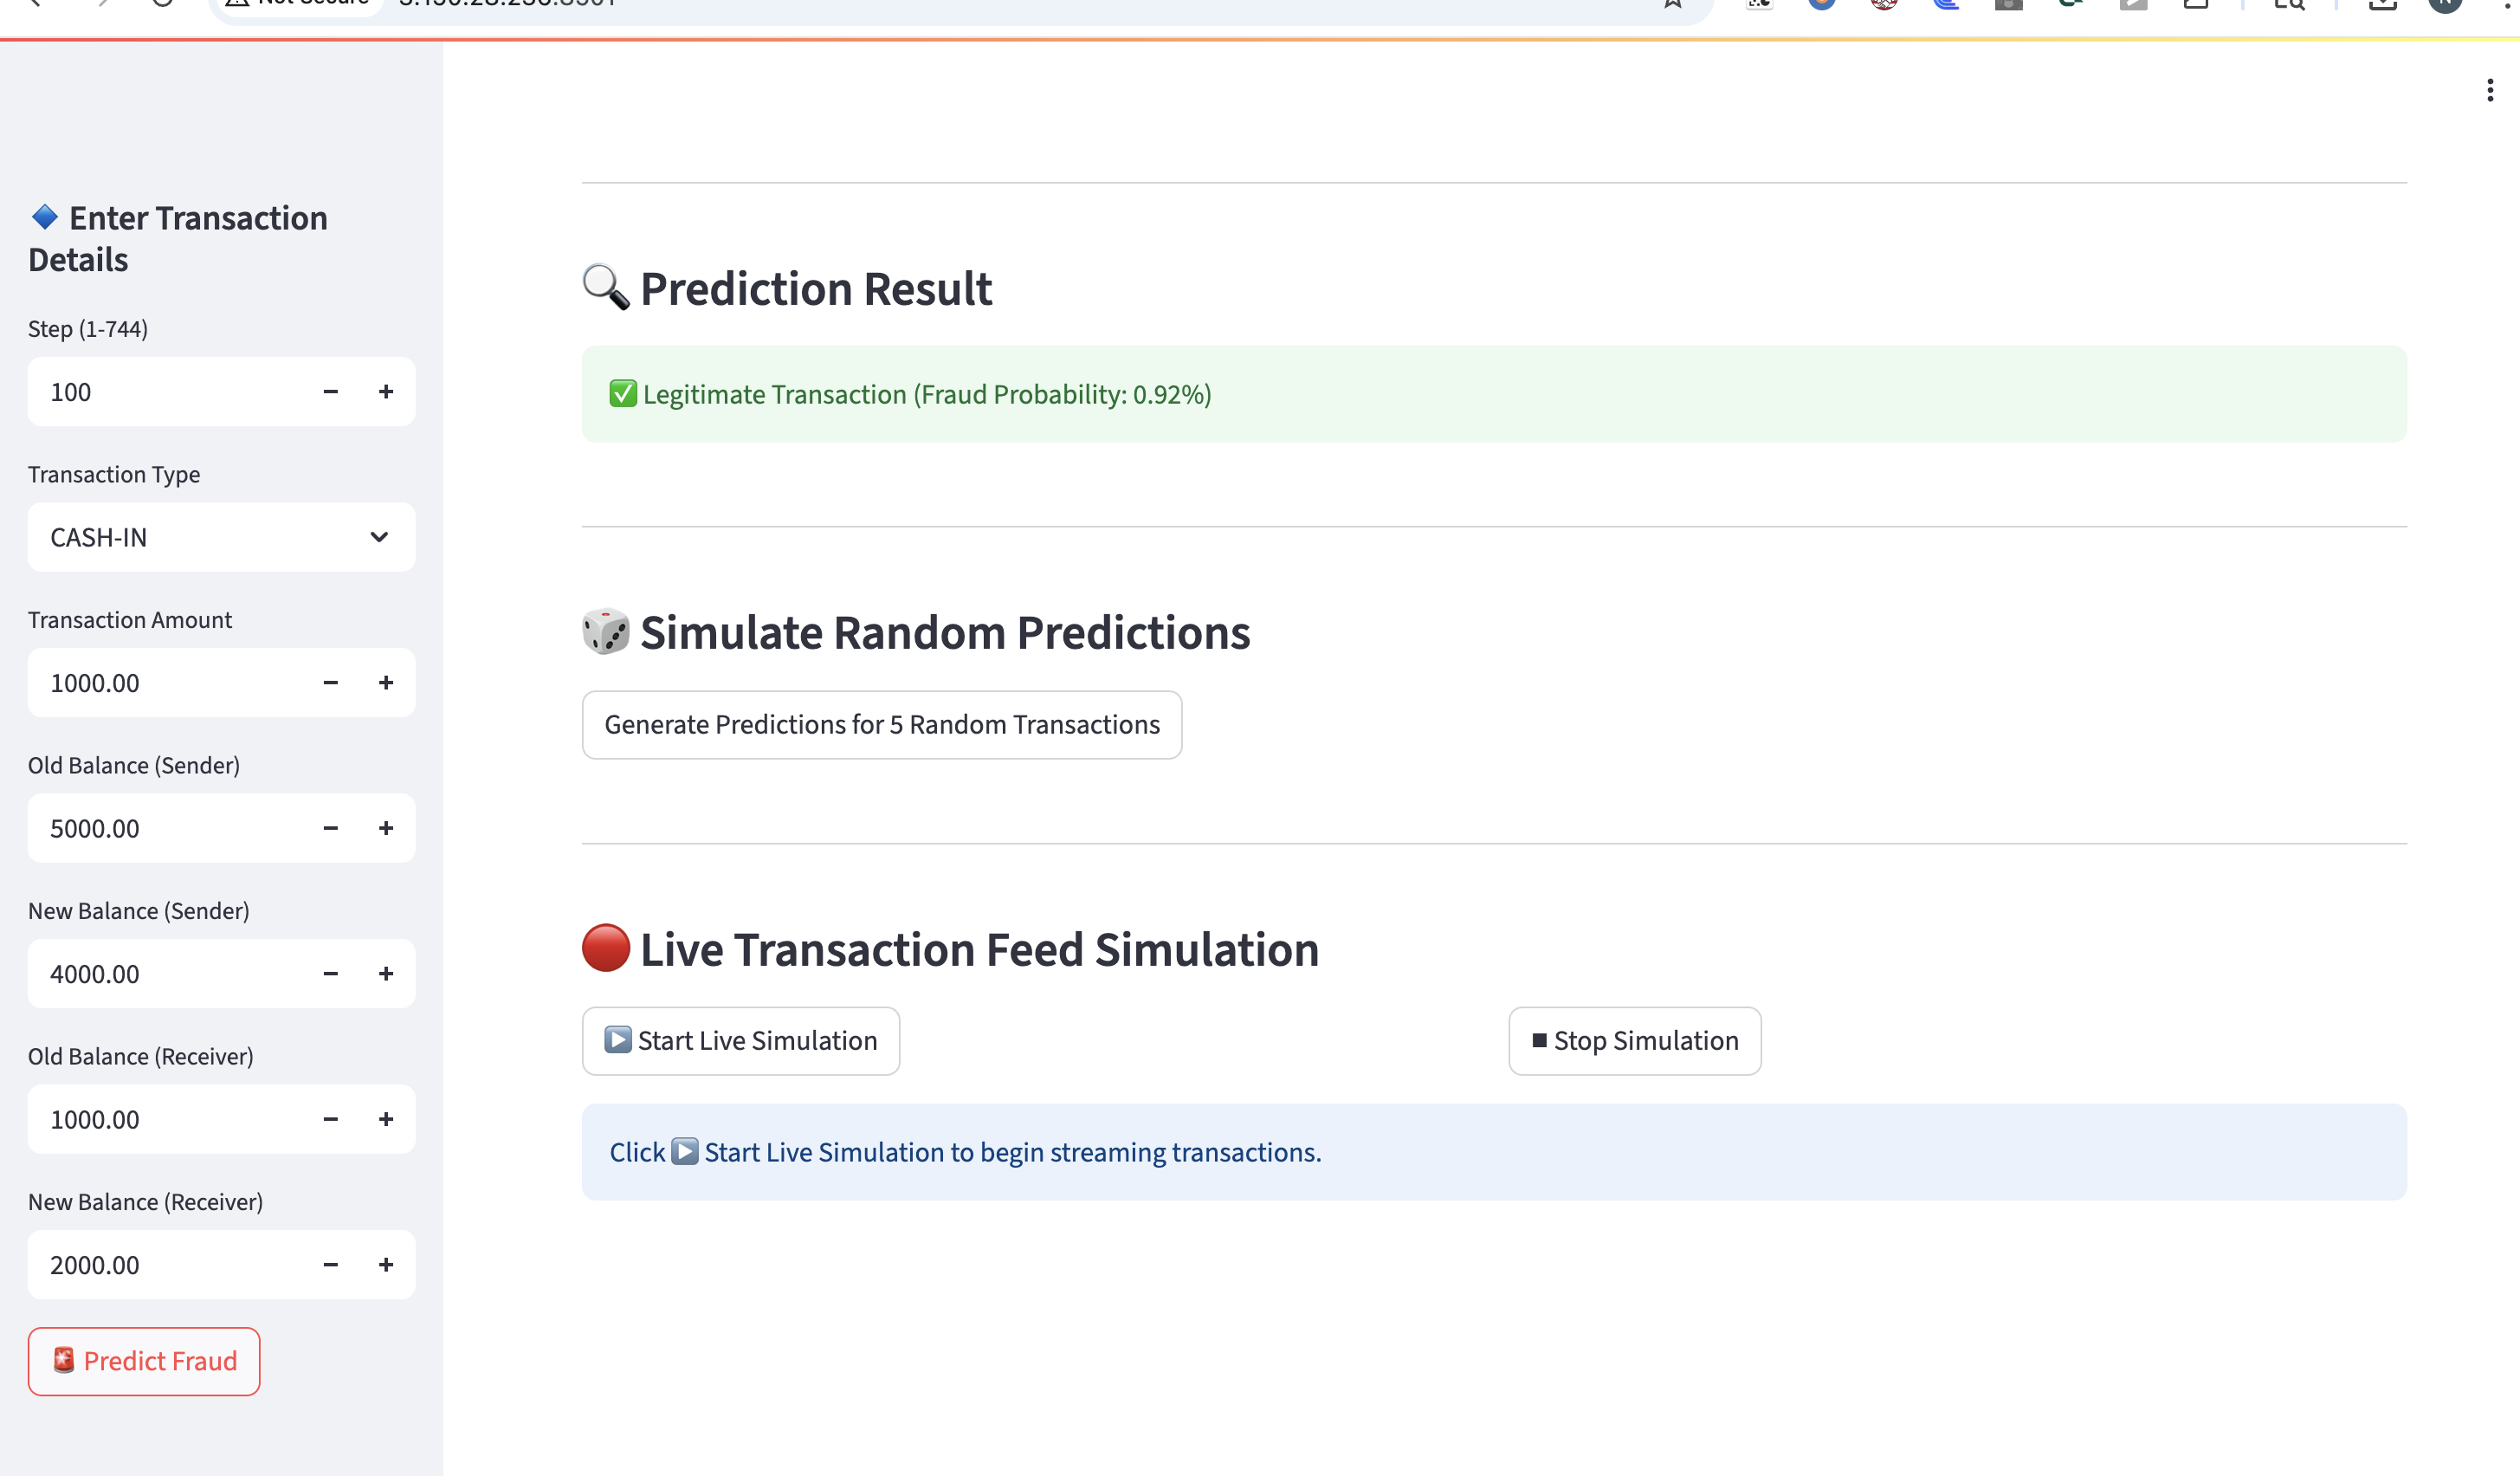 Enter Transaction
Details
Step (1-744)
100
Transaction Type
CASH-IN
Transaction Amount
1000.00
Old Balance (Sender)
5000.00
New Balance (Sender)
4000.00
Old Balance (Receiver)
1000.00
New Balance (Receiver)
2000.00
Predict Fraud
Prediction Result
Legitimate Transaction (Fraud Probability: 0.92%)
Simulate Random Predictions
Generate Predictions for 5 Random Transactions
Live Transaction Feed Simulation
Start Live Simulation
Stop Simulation
Click ▶ Start Live Simulation to begin streaming transactions.